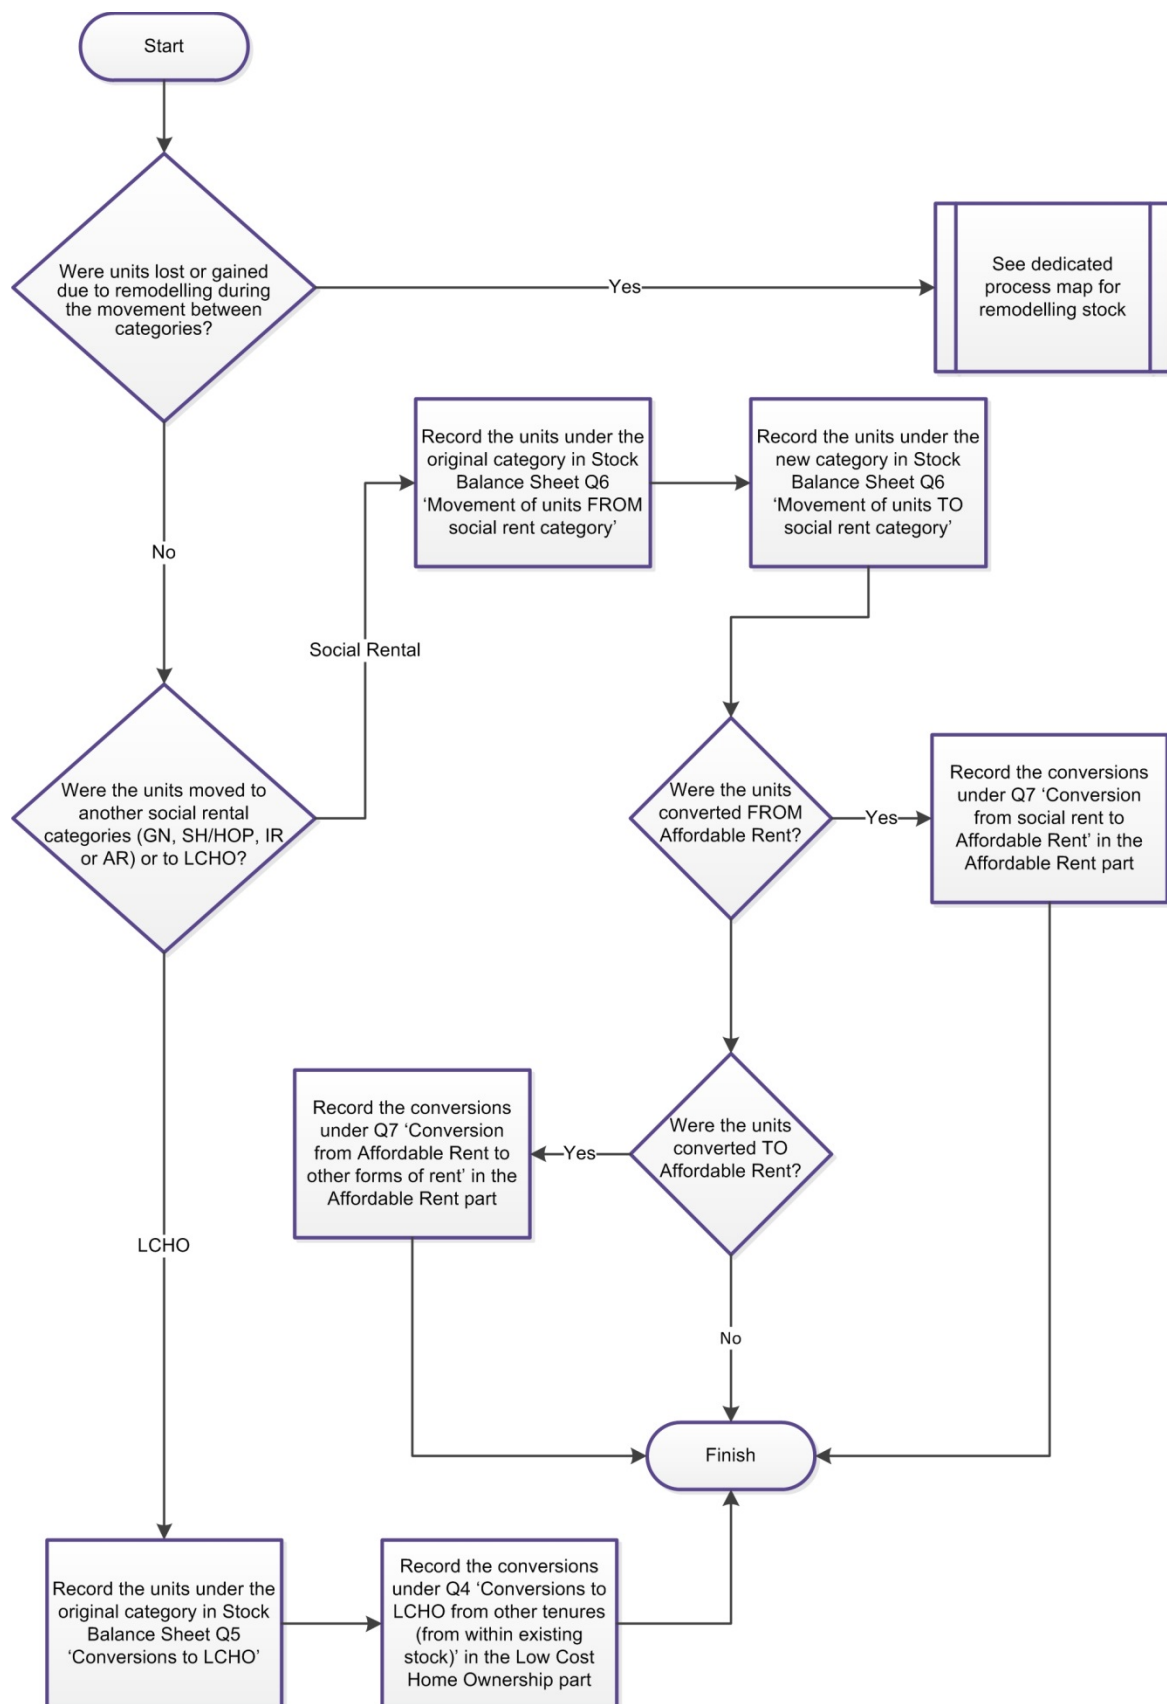 Start
Were units lost or gained
due to remodelling during
the movement between
categories?
Yes
See dedicated
process map for
remodelling stock
No
Record the units under the
original category in Stock
Balance Sheet Q6
‘Movement of units FROM
social rent category’
Record the units under the
new category in Stock
Balance Sheet Q6
‘Movement of units TO
social rent category’
Social Rental
Were the units moved to
another social rental
categories (GN, SH/HOP, IR
or AR) or to LCHO?
Were the units
converted FROM
Affordable Rent?
Yes
Record the conversions
under Q7 ‘Conversion
from social rent to
Affordable Rent’ in the
Affordable Rent part
Were the units
converted TO
Affordable Rent?
Yes
Record the conversions
under Q7 ‘Conversion
from Affordable Rent to
other forms of rent’ in the
Affordable Rent part
LCHO
No
Finish
Record the units under the
original category in Stock
Balance Sheet Q5
‘Conversions to LCHO’
Record the conversions
under Q4 ‘Conversions to
LCHO from other tenures
(from within existing
stock)’ in the Low Cost
Home Ownership part